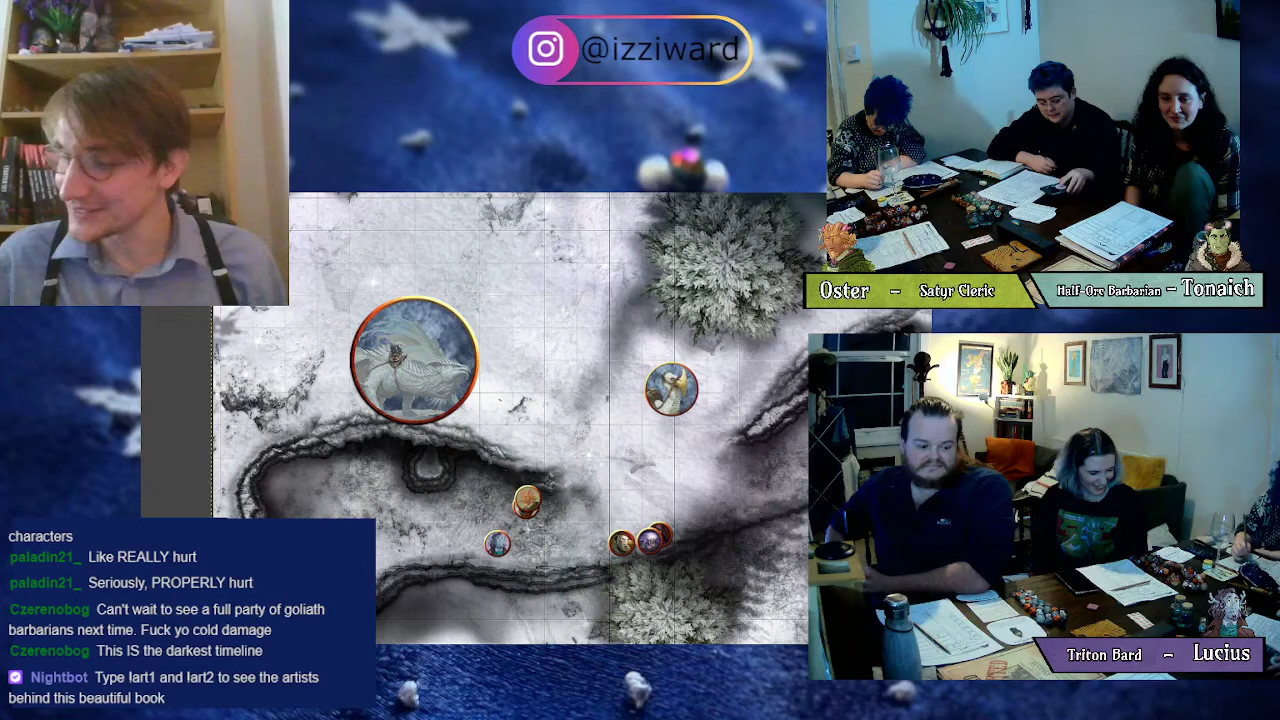 @izziward
Oster - Satyr Cleric
Half-Orc Barbarian - Tonaich
characters
paladin21_ Like REALLY hurt
paladin21_ Seriously, PROPERLY hurt
Czerenobog Can't wait to see a full party of goliath
barbarians next time. Fuck yo cold damage
Czerenobog This IS the darkest timeline
Nightbot Type !art1 and !art2 to see the artists
behind this beautiful book
Triton Bard - Lucius